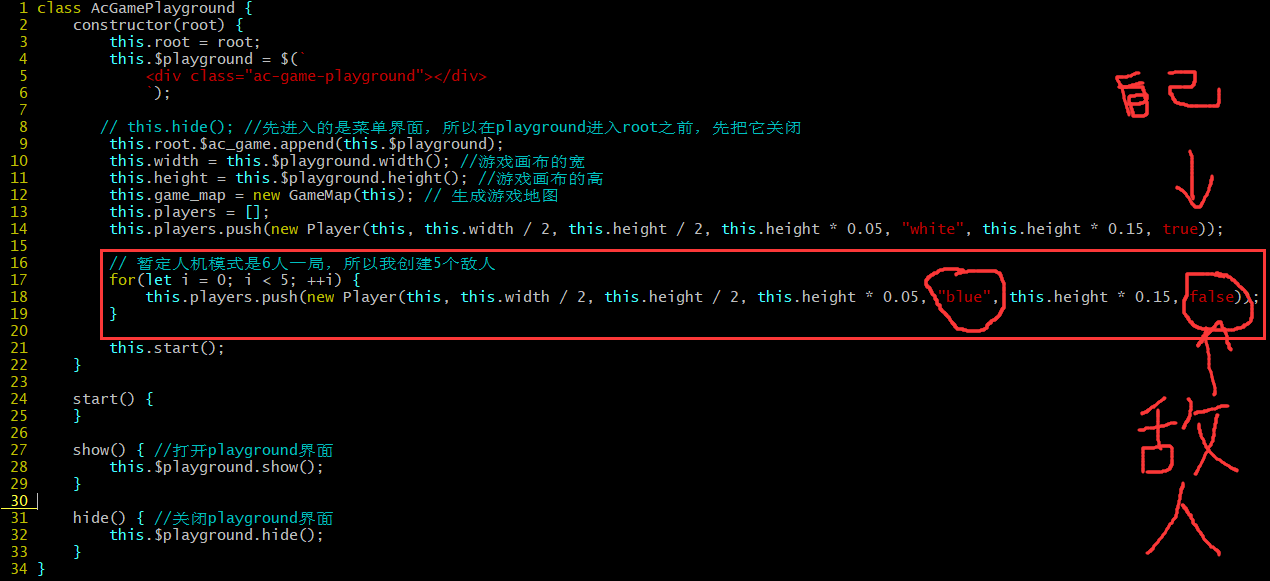 1 class AcGamePlayground {
2     constructor(root) {
3         this.root = root;
4         this.$playground = $(`
5             <div class="ac-game-playground"></div>
6             `);
7
8        // this.hide(); //先进入的是菜单界面，所以在playground进入root之前，先把它关闭
9         this.root.$ac_game.append(this.$playground);
10         this.width = this.$playground.width(); //游戏画布的宽
11         this.height = this.$playground.height(); //游戏画布的高
12         this.game_map = new GameMap(this); // 生成游戏地图
13         this.players = [];
14         this.players.push(new Player(this, this.width / 2, this.height / 2, this.height * 0.05, "white", this.height * 0.15, true));
自己
15
16         // 暂定人机模式是6人一局，所以我创建5个敌人
17         for(let i = 0; i < 5; ++i) {
18             this.players.push(new Player(this, this.width / 2, this.height / 2, this.height * 0.05, "blue", this.height * 0.15, false));
19         }
20
21         this.start();
22     }
23
24     start() {
25     }
26
27     show() { //打开playground界面
28         this.$playground.show();
29     }
30
31     hide() { //关闭playground界面
32         this.$playground.hide();
33     }
34 }
敌人